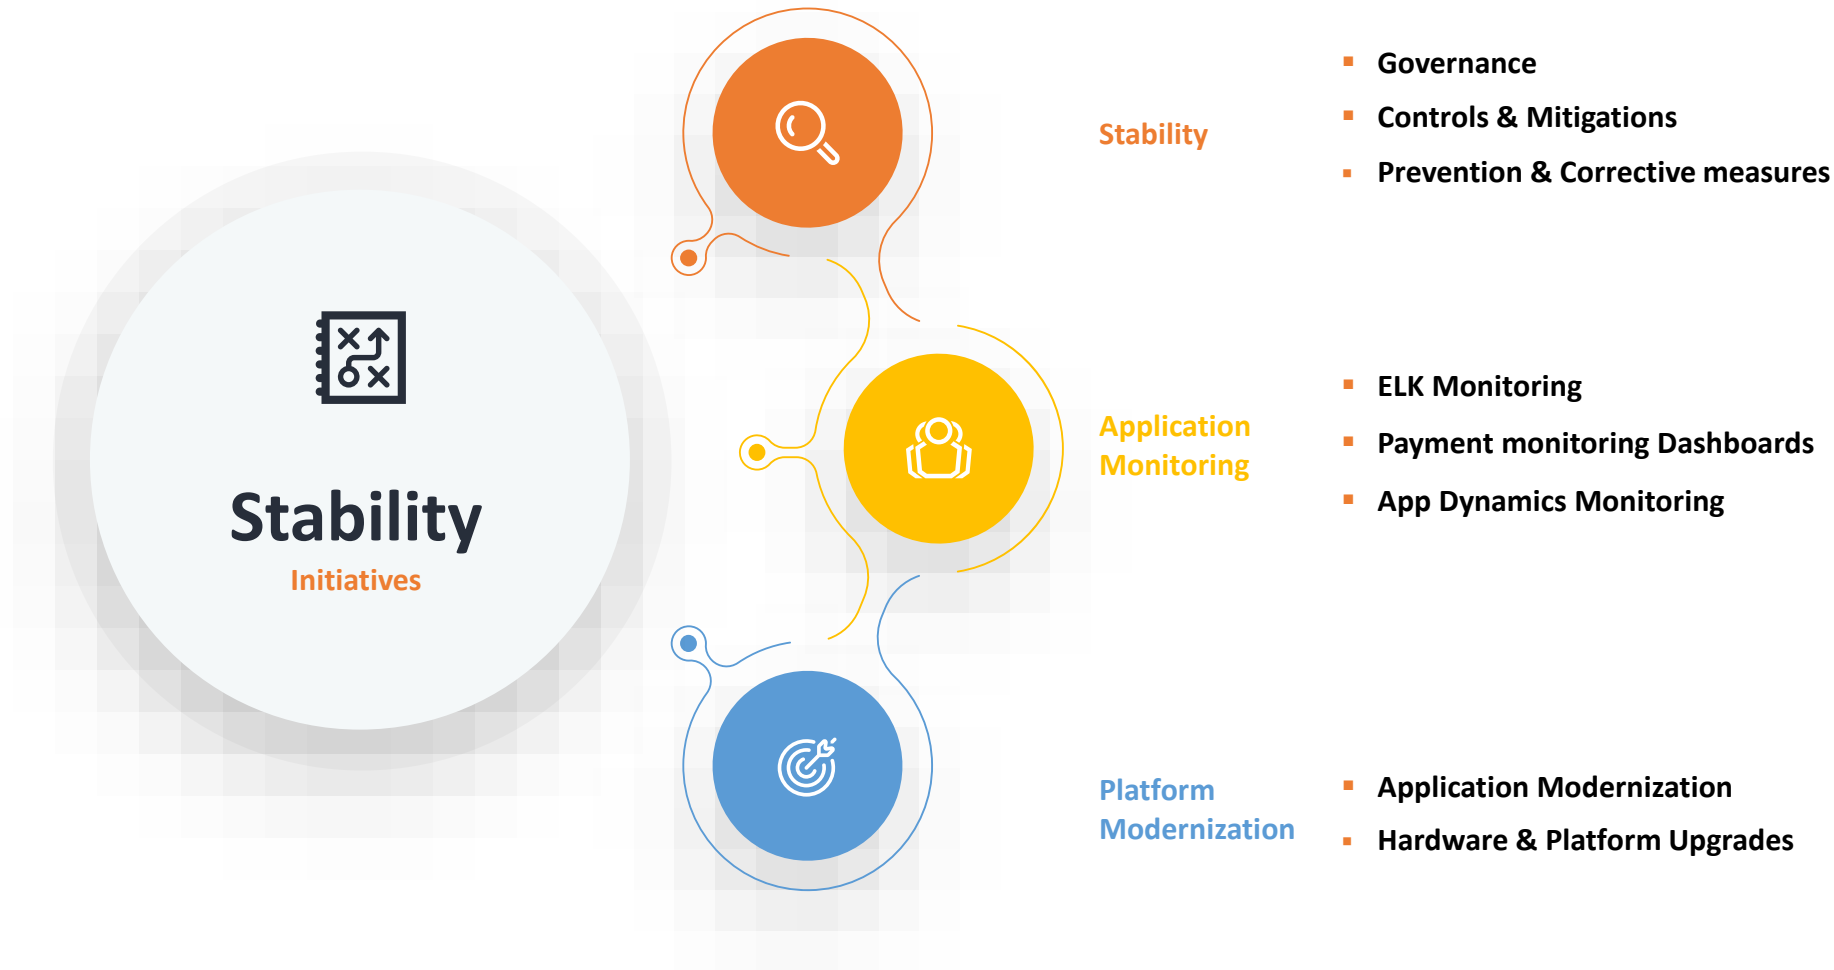 Stability
Initiatives
Stability
Governance
Controls & Mitigations
Prevention & Corrective measures
Application
Monitoring
ELK Monitoring
Payment monitoring Dashboards
App Dynamics Monitoring
Platform
Modernization
Application Modernization
Hardware & Platform Upgrades